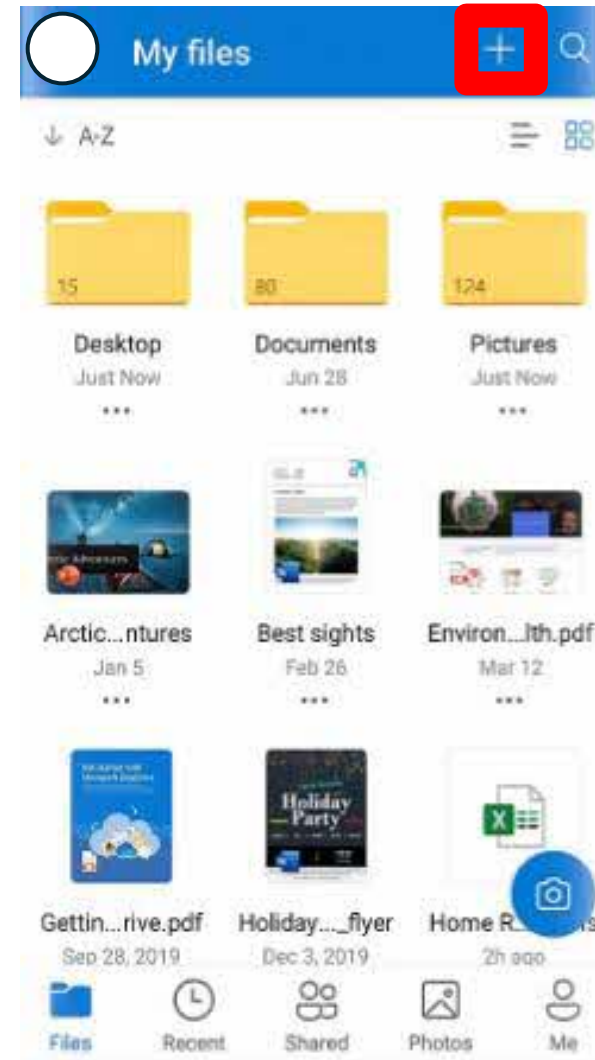 My files
A-Z
15
80
124
Desktop
Documents
Pictures
Just Now
Jun 28
Just Now
Arctic...ntures
Best sights
Environ...lth.pdf
Jan 5
Feb 26
Mar 12
Holiday
Party
Gettin...rive.pdf
Holiday..._flyer
Home R...
Sep 28, 2019
Dec 3, 2019
2h ago
Files
Recent
Shared
Photos
Me